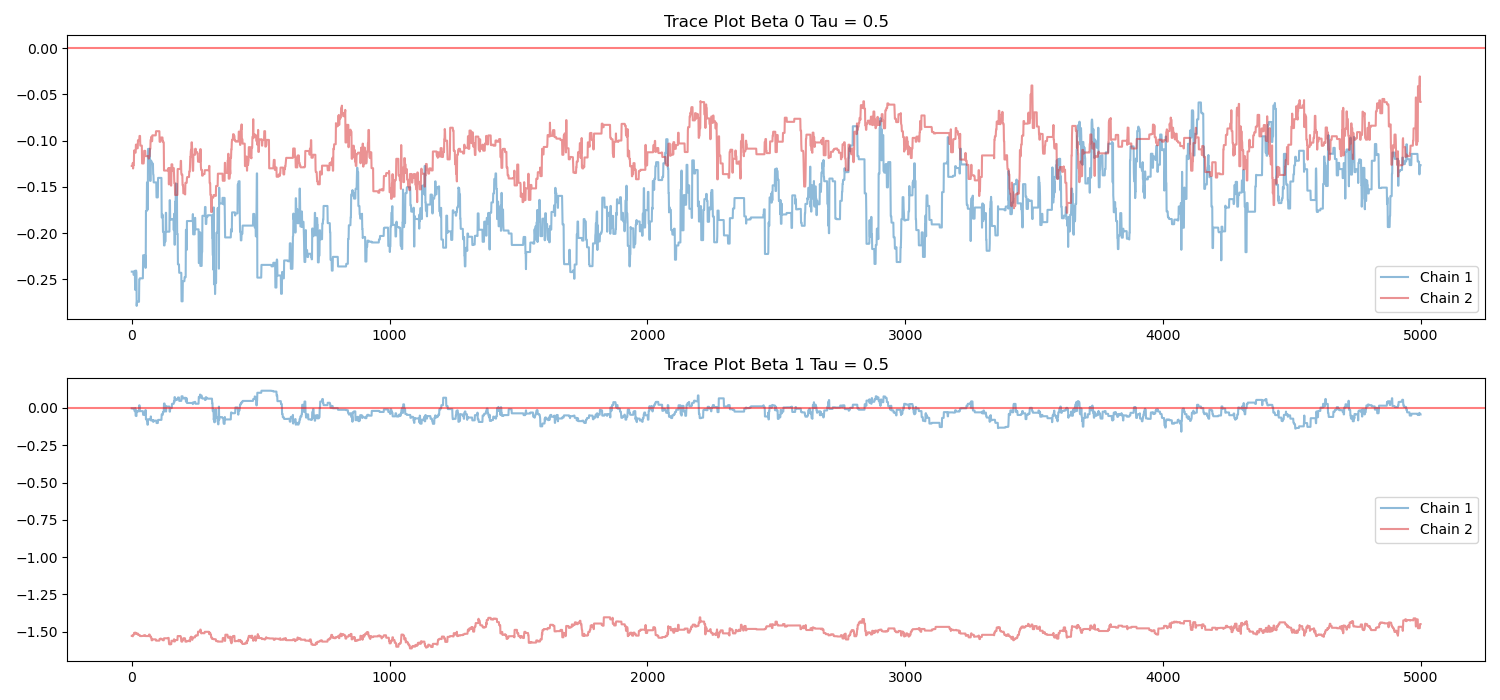 Trace Plot Beta 0 Tau = 0.5
0.00
−0.05
−0.10
−0.15
−0.20
−0.25
Chain 1
Chain 2
0 1000 2000 3000 4000 5000
Trace Plot Beta 1 Tau = 0.5
0.00
−0.25
−0.50
−0.75
−1.00
−1.25
−1.50
Chain 1
Chain 2
0 1000 2000 3000 4000 5000